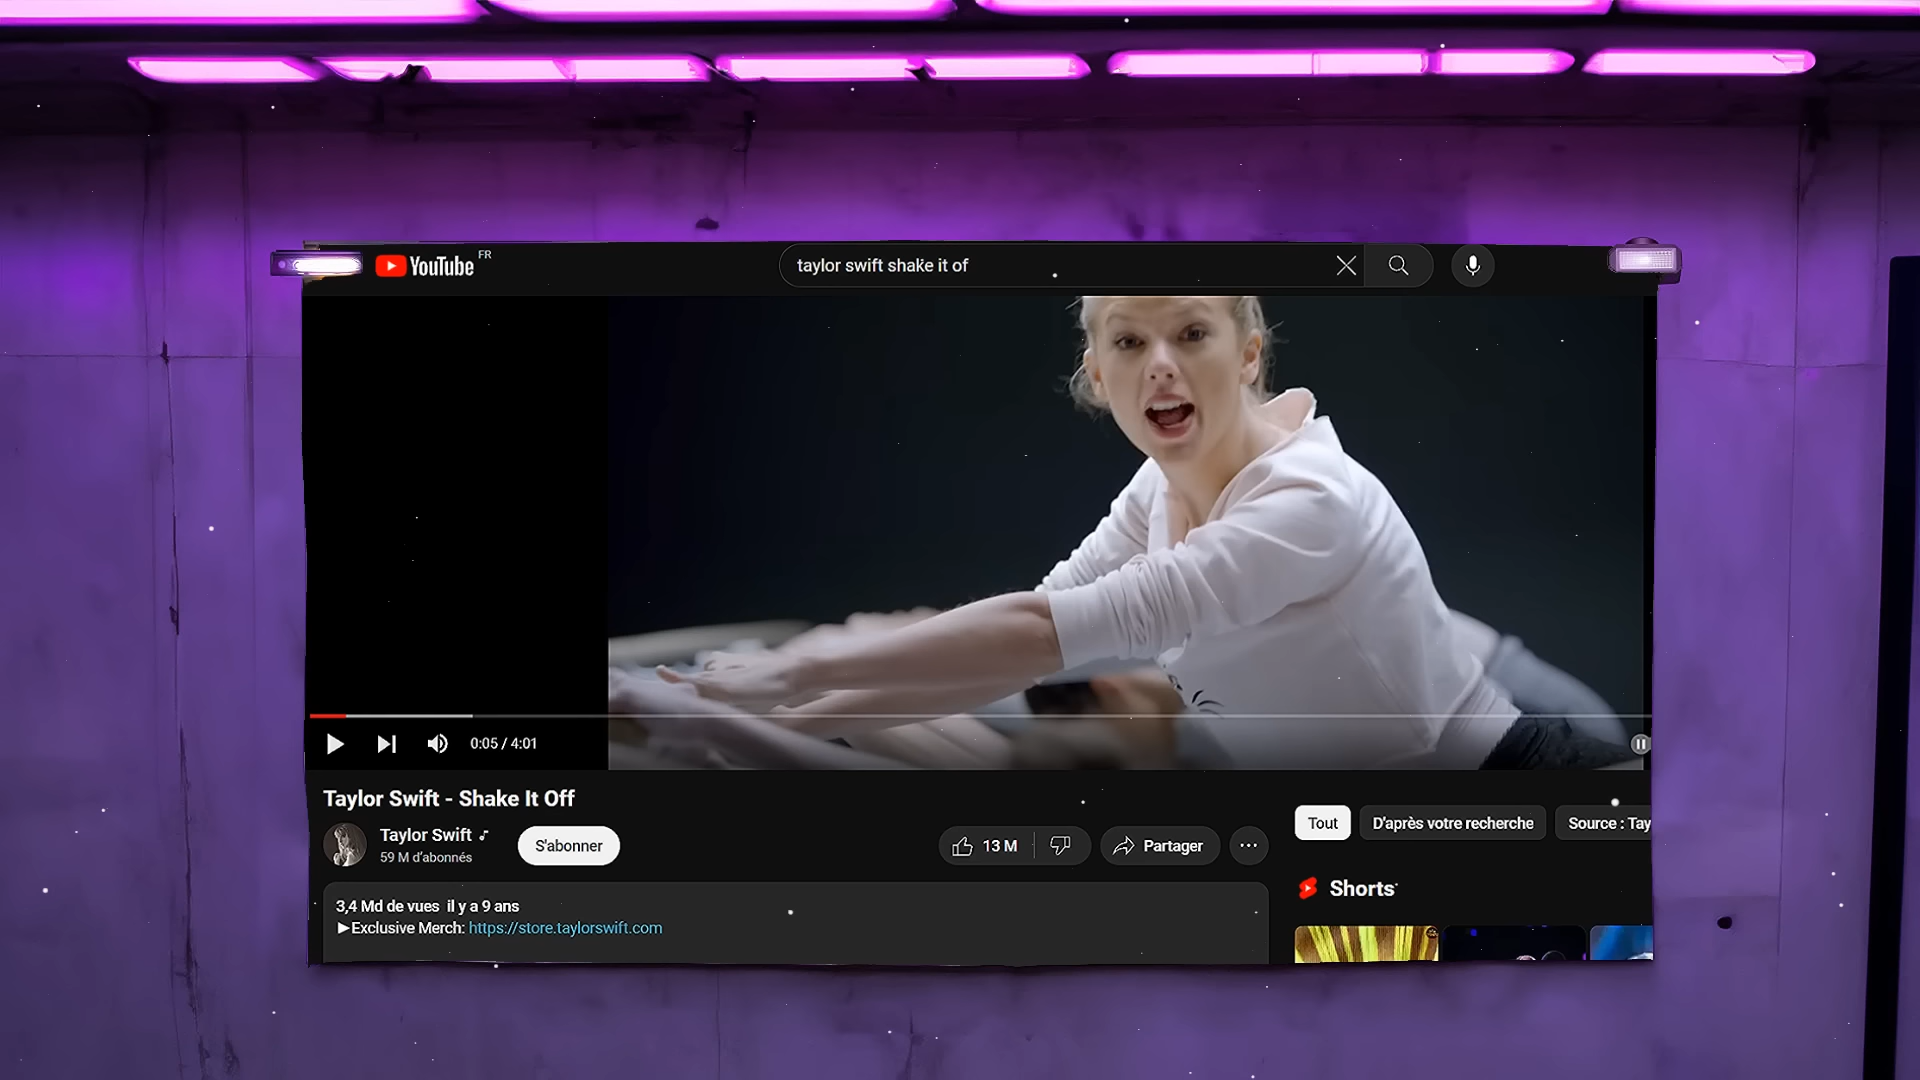 YouTube FR
taylor swift shake it of
0:05 / 4:01
Taylor Swift - Shake It Off
Taylor Swift
59 M d'abonnés
S'abonner
13 M
Partager
Tout
D'après votre recherche
Source : Tay
3,4 Md de vues il y a 9 ans
►Exclusive Merch: https://store.taylorswift.com
Shorts